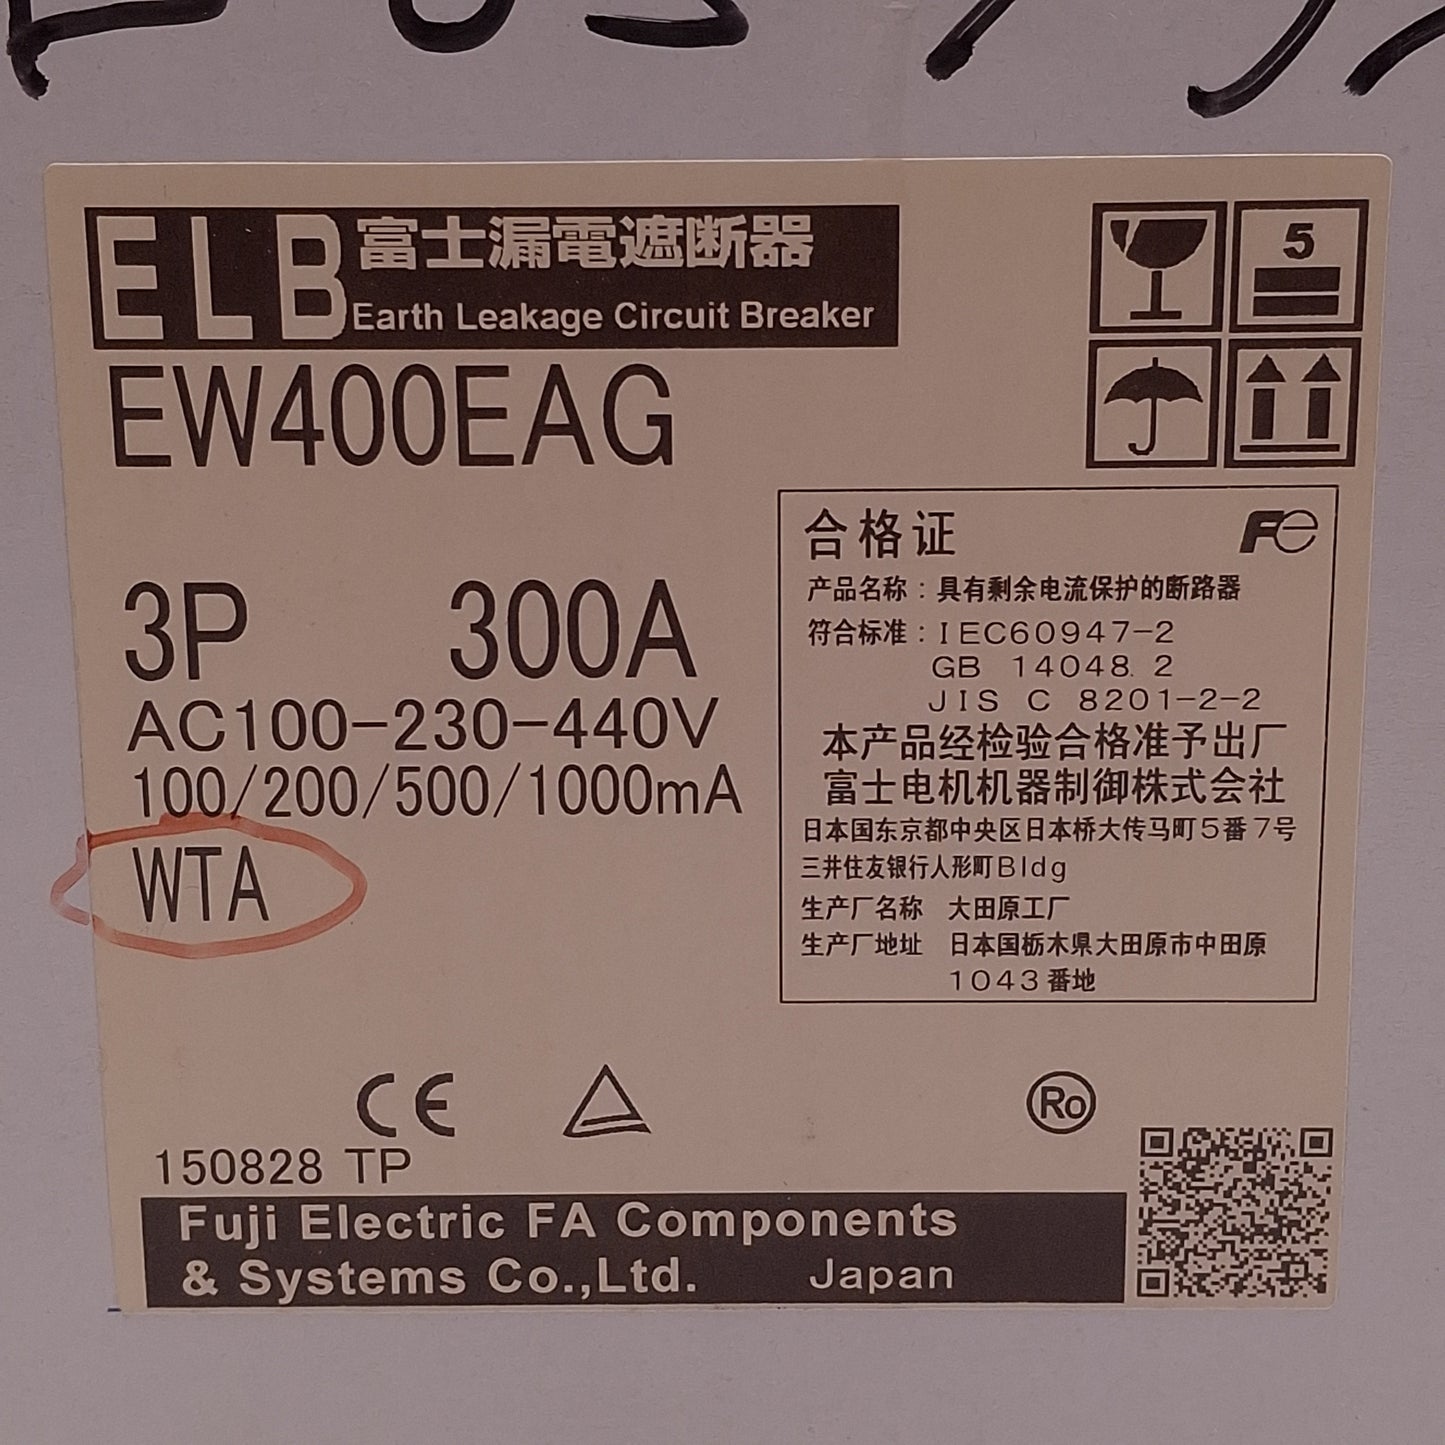 ELB 富士漏電遮断器
Earth Leakage Circuit Breaker
EW400EAG
3P 300A
AC100-230-440V
100/200/500/1000mA
WTA
5
合格证 Fe
产品名称：具有剩余电流保护的断路器
符合标准：IEC60947-2
GB 14048.2
JIS C 8201-2-2
本产品经检验合格准予出厂
富士电机机器制御株式会社
日本国东京都中央区日本桥大传马町5番7号
三井住友银行人形町Bldg
生产厂名称 大田原工厂
生产厂地址 日本国栃木県大田原市中田原
1043番地
CE
Ro
150828 TP
Fuji Electric FA Components
& Systems Co.,Ltd. Japan